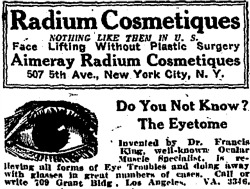 Radium Cosmetiques
NOTHING LIKE THEM IN U. S.
Face Lifting Without Plastic Surgery
Aimeray Radium Cosmetiques
507 5th Ave., New York City, N. Y.
Do You Not Know?
The Eyetome
Invented by Dr. Francis
King, well-known Ocular
Muscle Specialist, is re-
lieving all forms of Eye Troubles and doing away
with glasses in great numbers of cases. Call or
write 709 Grant Bldg., Los Angeles. VA. 3340.